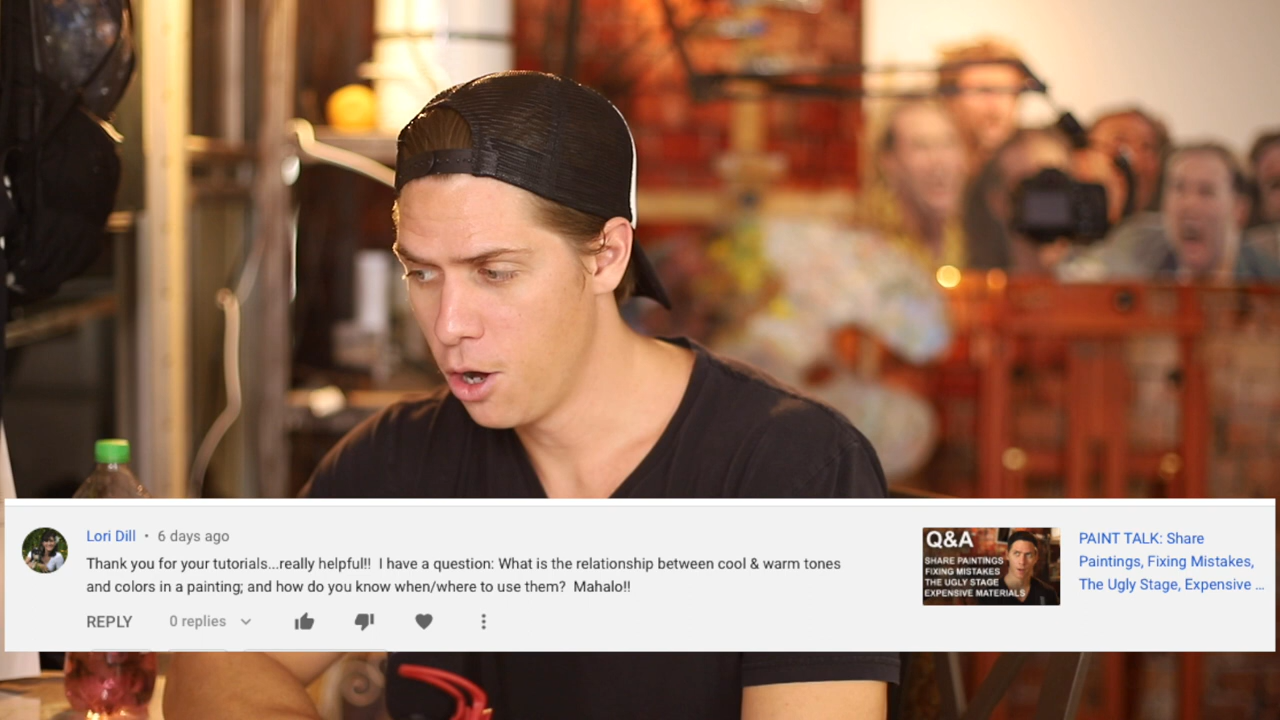 Lori Dill • 6 days ago
Thank you for your tutorials...really helpful!! I have a question: What is the relationship between cool & warm tones
and colors in a painting; and how do you know when/where to use them? Mahalo!!
REPLY 0 replies
Q&A
SHARE PAINTINGS
FIXING MISTAKES
THE UGLY STAGE
EXPENSIVE MATERIALS
PAINT TALK: Share
Paintings, Fixing Mistakes,
The Ugly Stage, Expensive ...